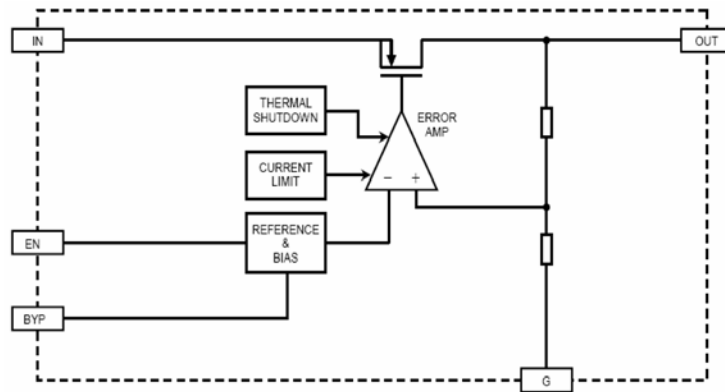 IN
OUT
THERMAL
SHUTDOWN
ERROR
AMP
CURRENT
LIMIT
− +
EN
REFERENCE
&
BIAS
BYP
G